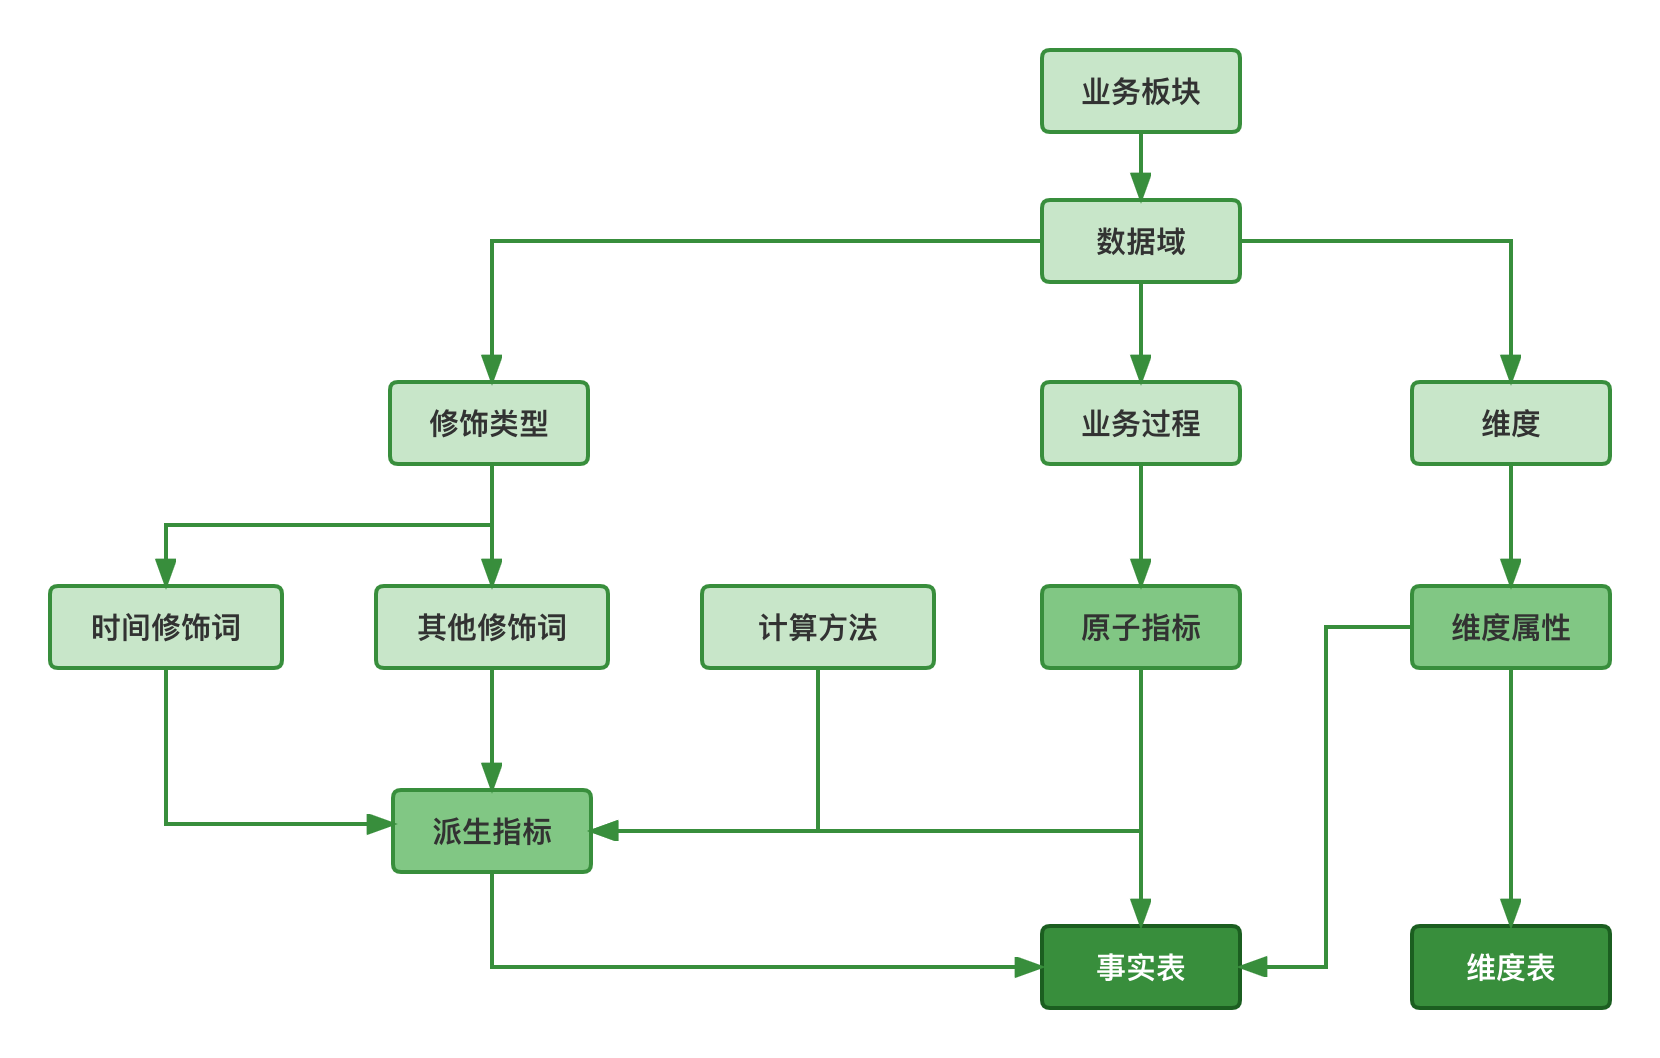 业务板块
数据域
修饰类型
业务过程
维度
时间修饰词
其他修饰词
计算方法
原子指标
维度属性
派生指标
事实表
维度表